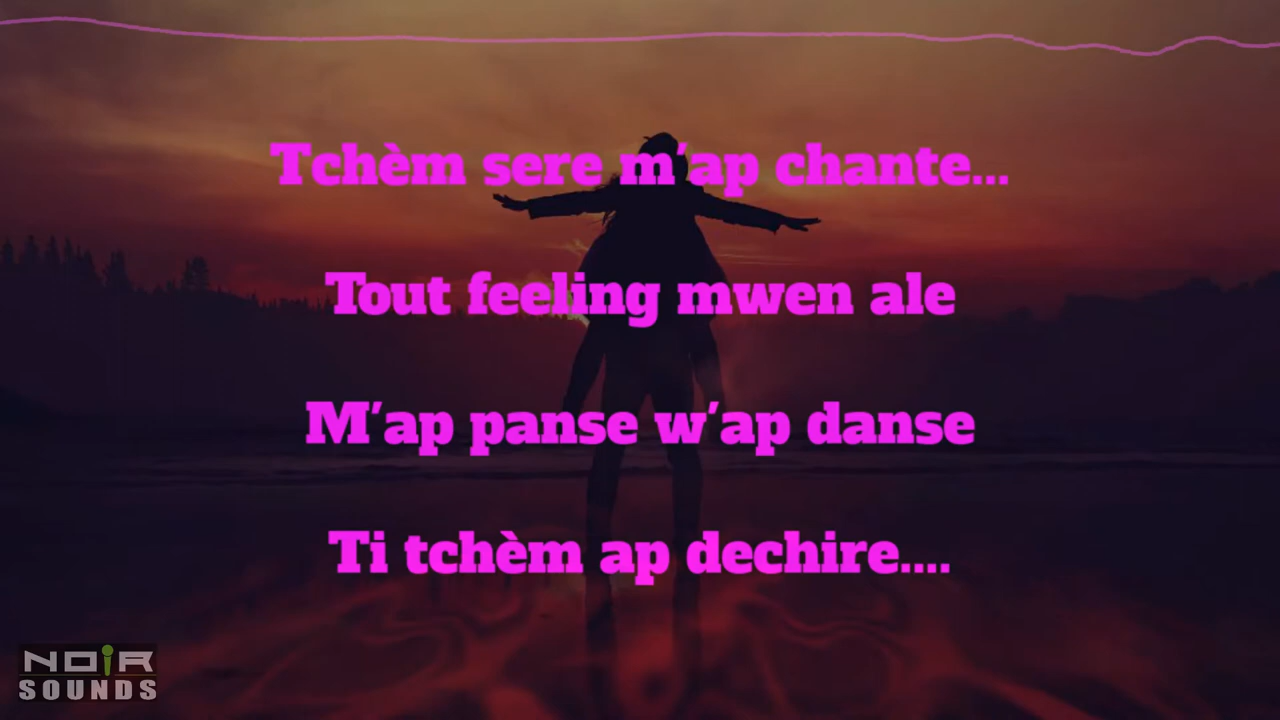 Tchèm sere m'ap chante...
Tout feeling mwen ale
M'ap panse w'ap danse
Ti tchèm ap dechire....
NOiR
SOUNDS